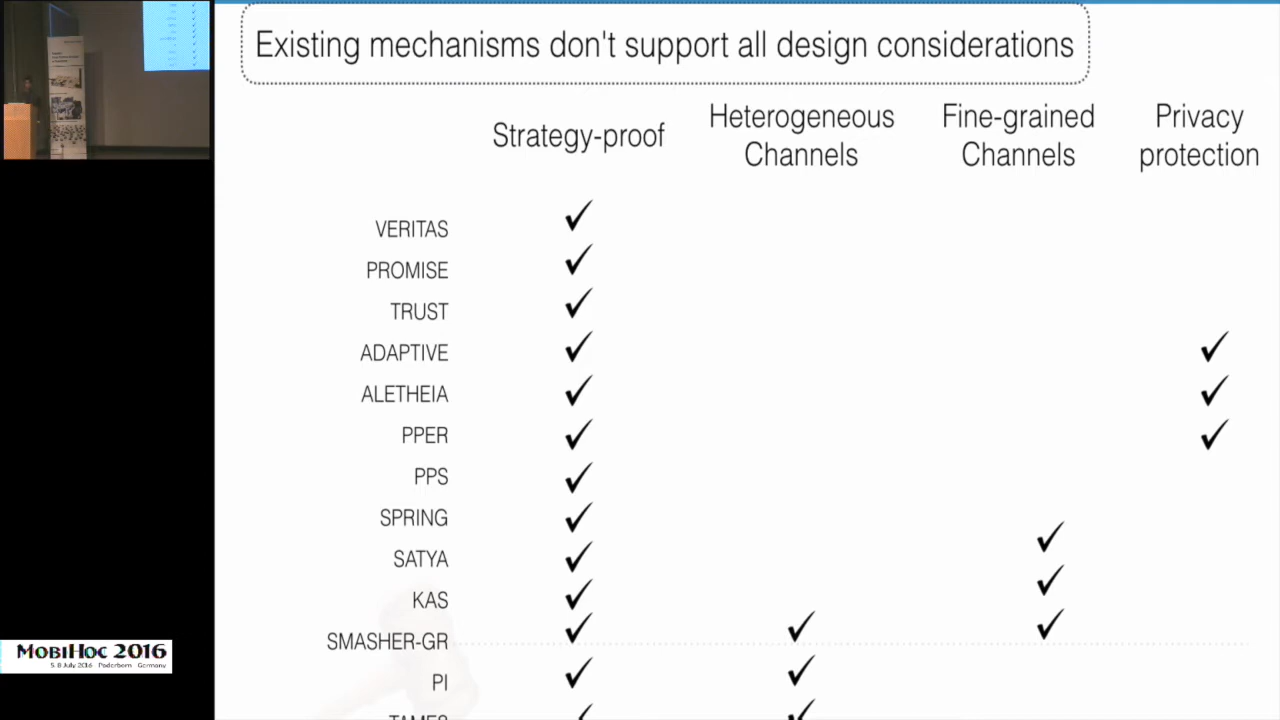 Existing mechanisms don't support all design considerations
Strategy-proof
Heterogeneous
Channels
Fine-grained
Channels
Privacy
protection
VERITAS
PROMISE
TRUST
ADAPTIVE
ALETHEIA
PPER
PPS
SPRING
SATYA
KAS
SMASHER-GR
PI
TAMES
MobiHoc 2016
5-8 July 2016 Paderborn Germany